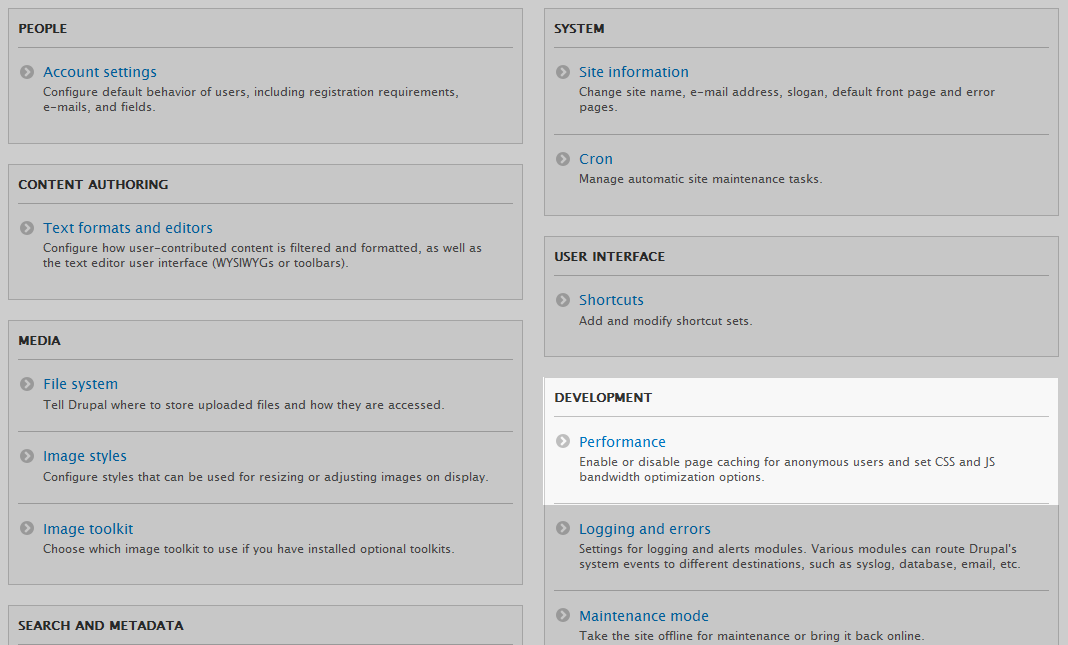 PEOPLE
Account settings
Configure default behavior of users, including registration requirements,
e-mails, and fields.
CONTENT AUTHORING
Text formats and editors
Configure how user-contributed content is filtered and formatted, as well as
the text editor user interface (WYSIWYGs or toolbars).
MEDIA
File system
Tell Drupal where to store uploaded files and how they are accessed.
Image styles
Configure styles that can be used for resizing or adjusting images on display.
Image toolkit
Choose which image toolkit to use if you have installed optional toolkits.
SEARCH AND METADATA
SYSTEM
Site information
Change site name, e-mail address, slogan, default front page and error
pages.
Cron
Manage automatic site maintenance tasks.
USER INTERFACE
Shortcuts
Add and modify shortcut sets.
DEVELOPMENT
Performance
Enable or disable page caching for anonymous users and set CSS and JS
bandwidth optimization options.
Logging and errors
Settings for logging and alerts modules. Various modules can route Drupal's
system events to different destinations, such as syslog, database, email, etc.
Maintenance mode
Take the site offline for maintenance or bring it back online.